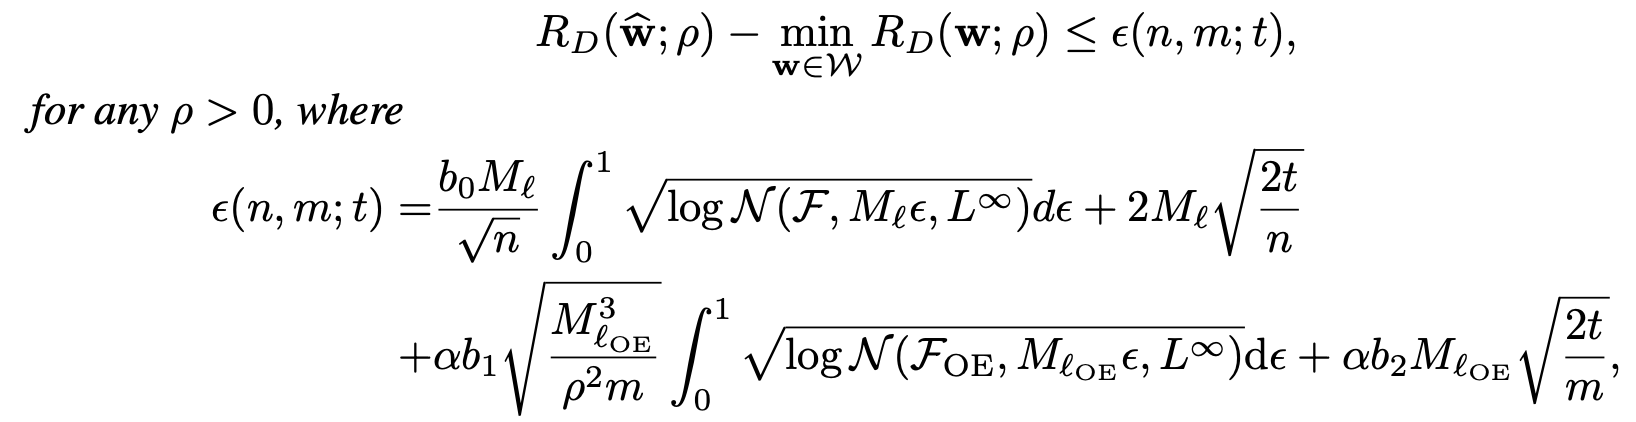 $R_D(\widehat{\mathbf{w}};\rho) - \min_{\mathbf{w}\in\mathcal{W}} R_D(\mathbf{w};\rho) \leq \epsilon(n,m;t),$
for any $\rho > 0$, where
$\epsilon(n,m;t) = \frac{b_0 M_\ell}{\sqrt{n}} \int_0^1 \sqrt{\log \mathcal{N}(\mathcal{F}, M_\ell\epsilon, L^\infty)} d\epsilon + 2M_\ell \sqrt{\frac{2t}{n}}$
$+ \alpha b_1 \sqrt{\frac{M_{\ell_{\mathrm{OE}}}^3}{\rho^2 m}} \int_0^1 \sqrt{\log \mathcal{N}(\mathcal{F}_{\mathrm{OE}}, M_{\ell_{\mathrm{OE}}}\epsilon, L^\infty)} \mathrm{d}\epsilon + \alpha b_2 M_{\ell_{\mathrm{OE}}} \sqrt{\frac{2t}{m}},$